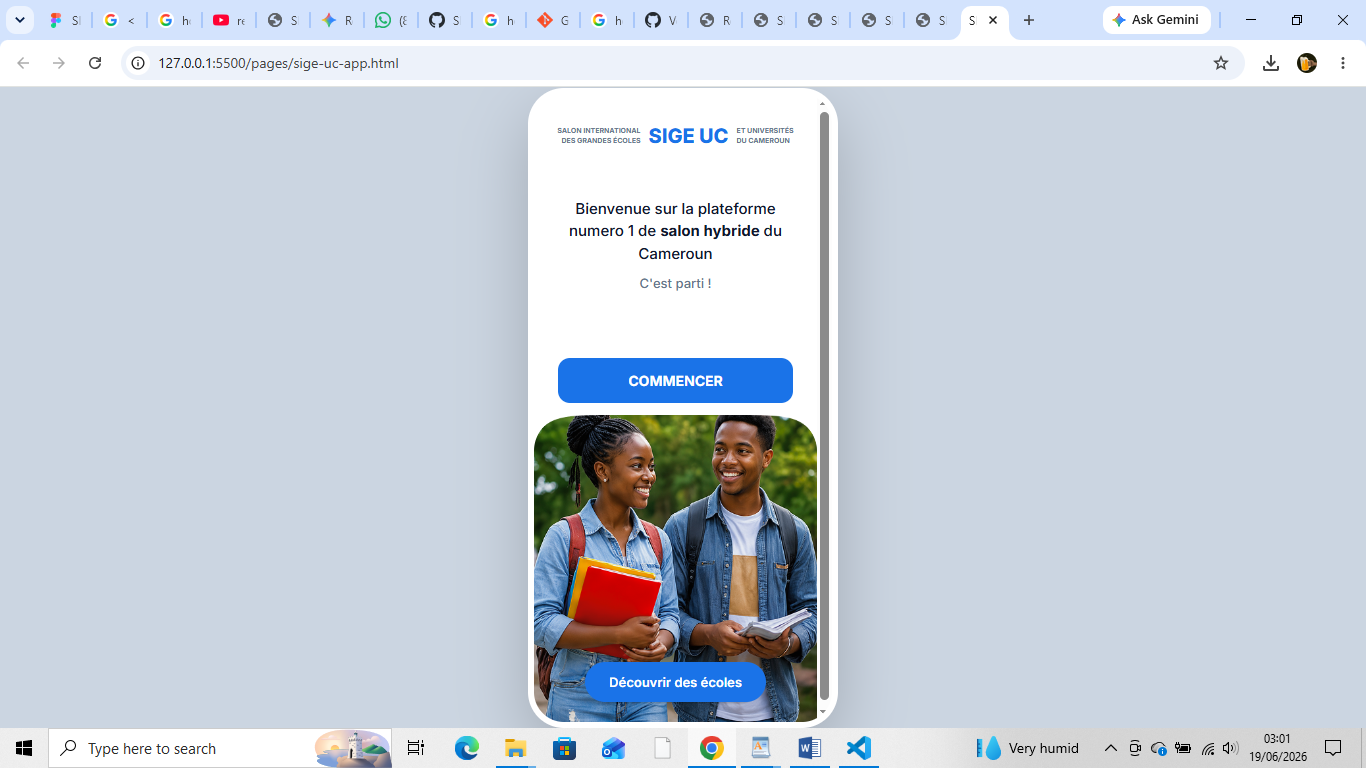 Ask Gemini
127.0.0.1:5500/pages/sige-uc-app.html
SALON INTERNATIONAL
DES GRANDES ÉCOLES
SIGE UC
ET UNIVERSITÉS
DU CAMEROUN
Bienvenue sur la plateforme
numero 1 de salon hybride du
Cameroun
C'est parti !
COMMENCER
Découvrir des écoles
Type here to search
Very humid
03:01
19/06/2026